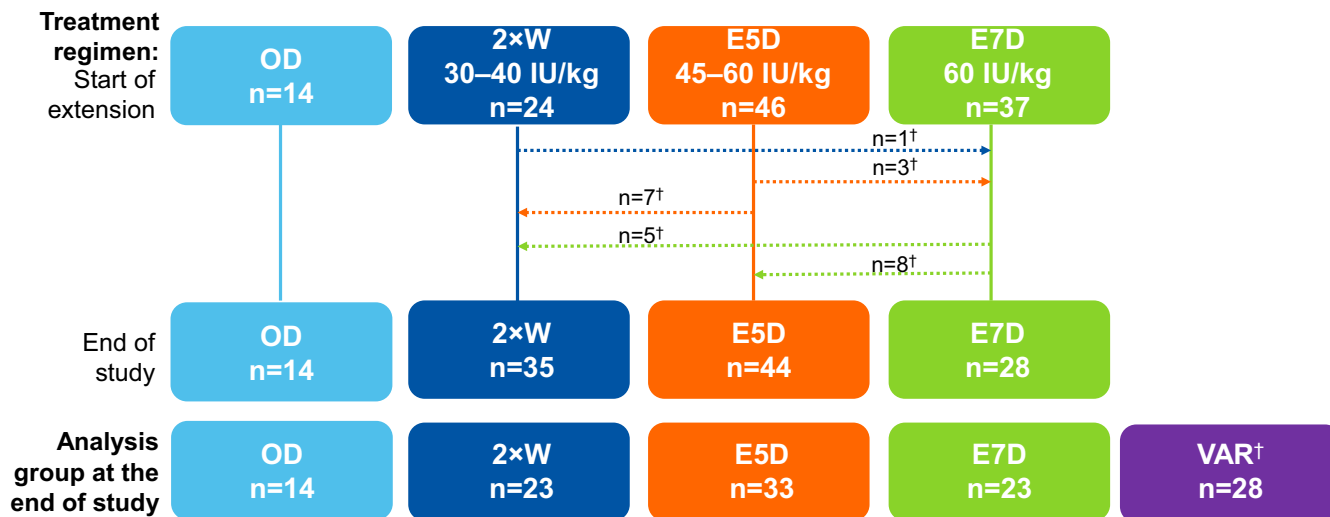 Treatment
regimen:
Start of
extension
OD
n=14
2×W
30–40 IU/kg
n=24
E5D
45–60 IU/kg
n=46
E7D
60 IU/kg
n=37
n=1†
n=3†
n=7†
n=5†
n=8†
End of
study
OD
n=14
2×W
n=35
E5D
n=44
E7D
n=28
Analysis
group at the
end of study
OD
n=14
2×W
n=23
E5D
n=33
E7D
n=23
VAR†
n=28